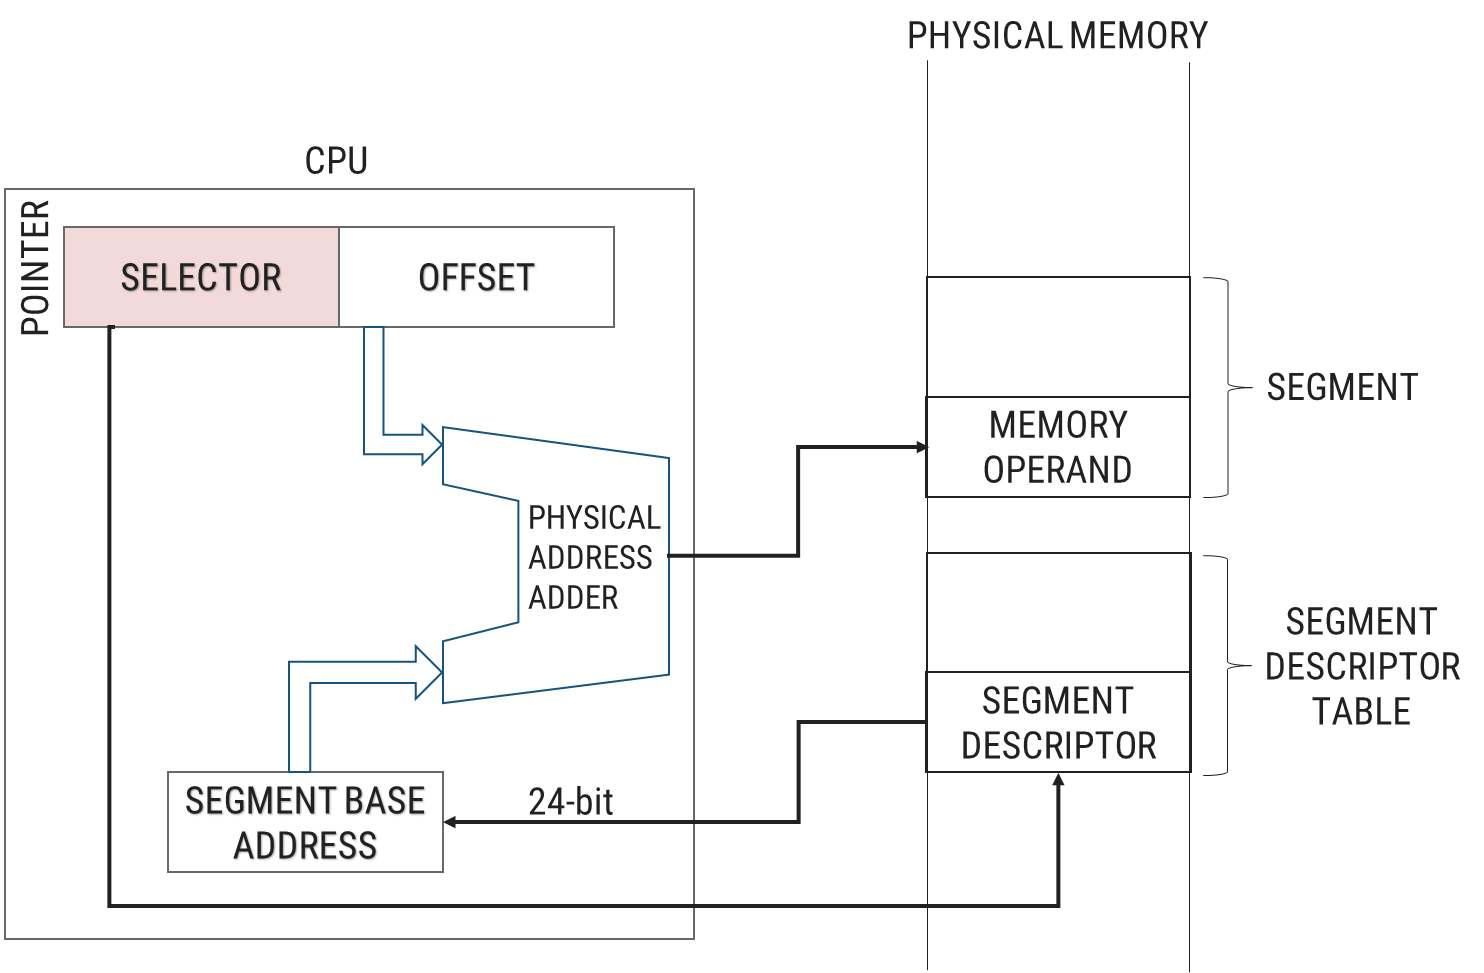 PHYSICAL MEMORY
CPU
POINTER
SELECTOR
OFFSET
SEGMENT
MEMORY
OPERAND
PHYSICAL
ADDRESS
ADDER
SEGMENT
DESCRIPTOR
TABLE
SEGMENT
DESCRIPTOR
24-bit
SEGMENT BASE
ADDRESS